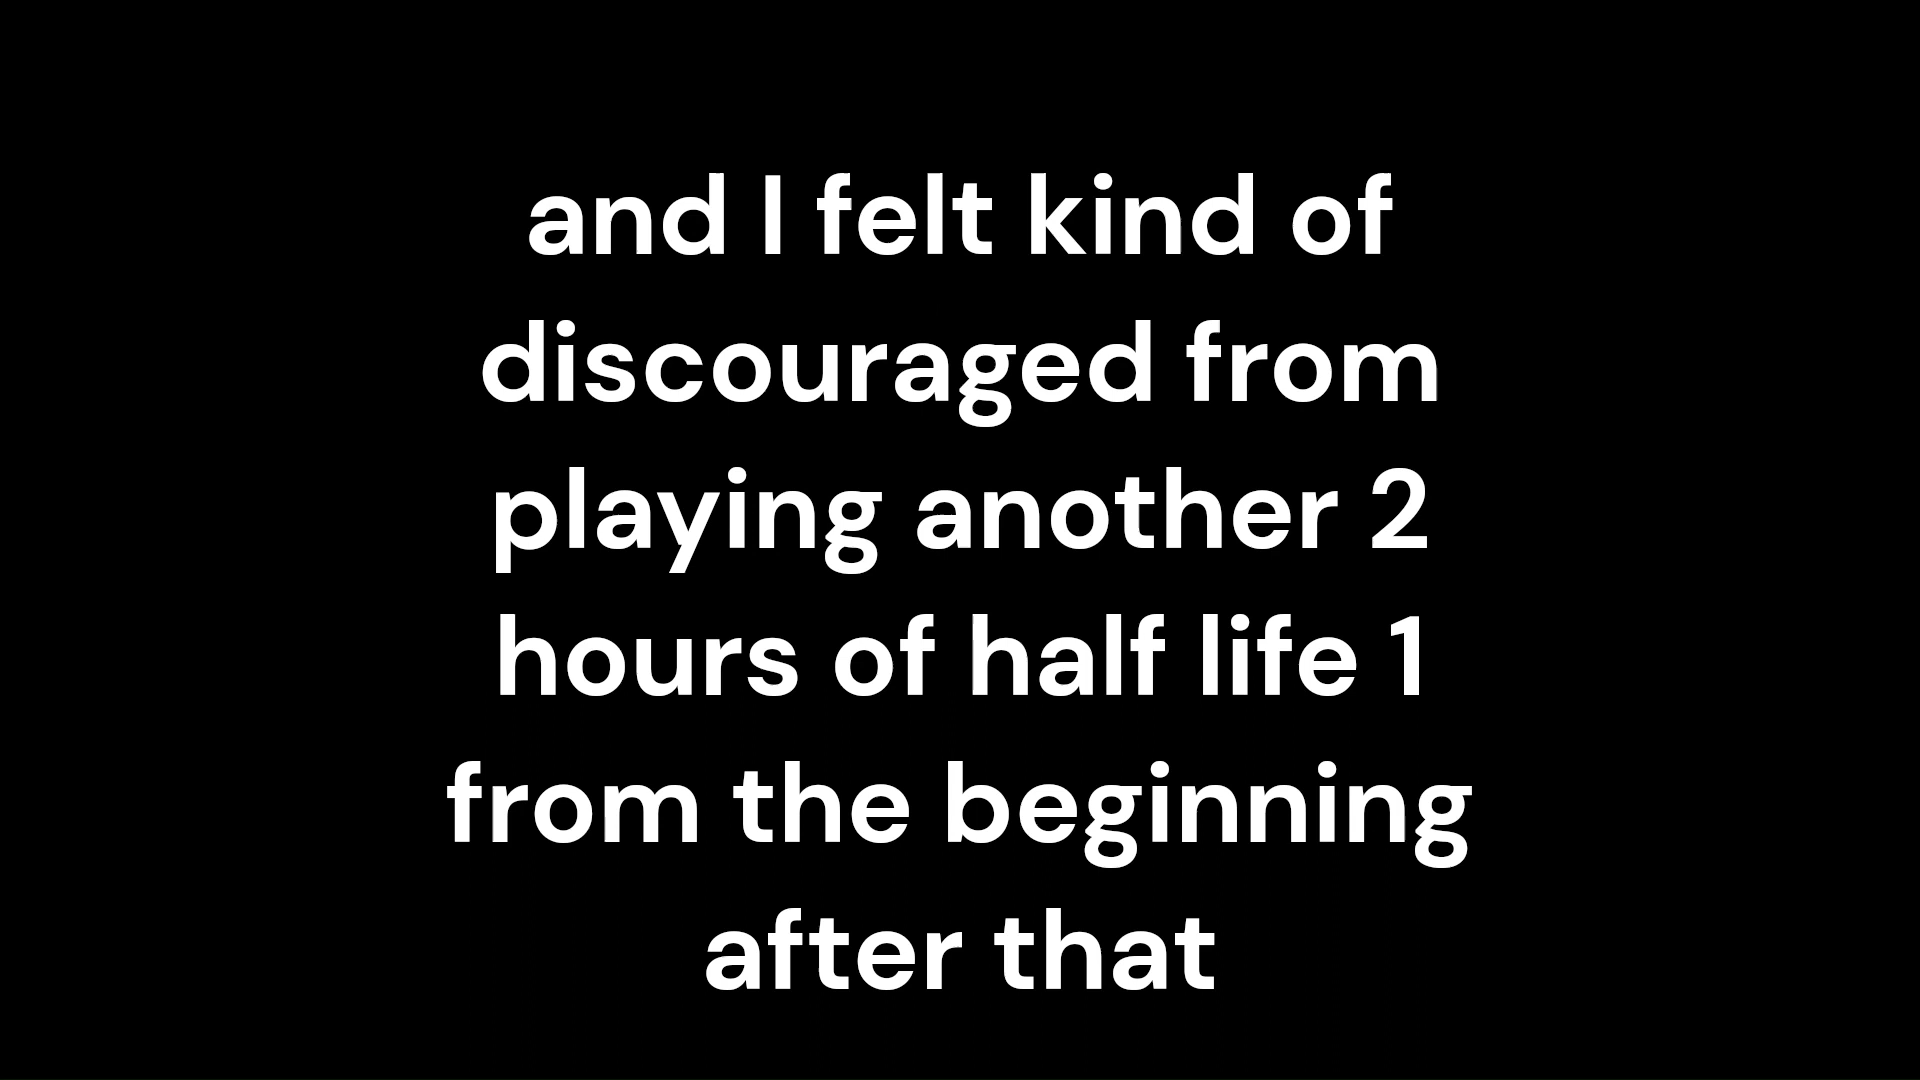 and I felt kind of
discouraged from
playing another 2
hours of half life 1
from the beginning
after that